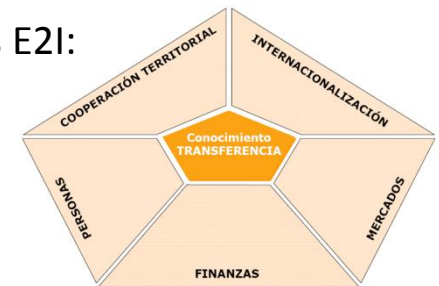 E2I:
COOPERACIÓN TERRITORIAL
INTERNACIONALIZACIÓN
Conocimiento
TRANSFERENCIA
PERSONAS
MERCADOS
FINANZAS